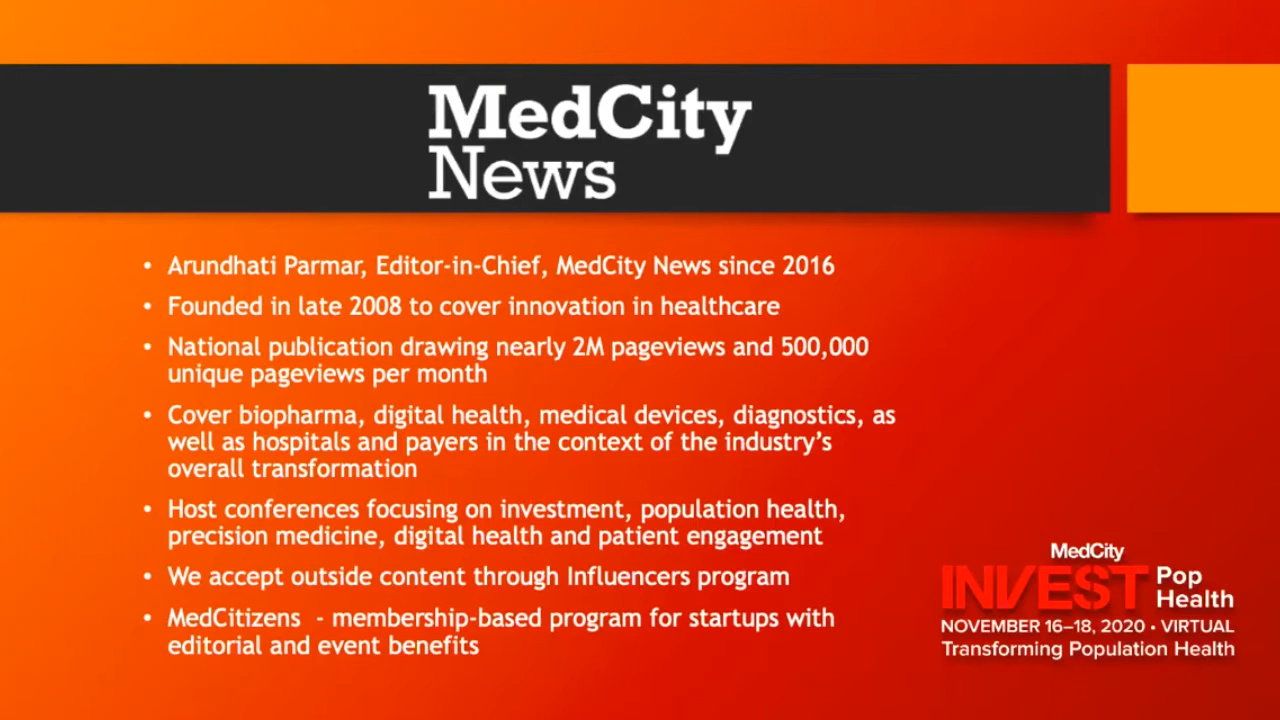 MedCity
News
• Arundhati Parmar, Editor-in-Chief, MedCity News since 2016
• Founded in late 2008 to cover innovation in healthcare
• National publication drawing nearly 2M pageviews and 500,000
unique pageviews per month
• Cover biopharma, digital health, medical devices, diagnostics, as
well as hospitals and payers in the context of the industry’s
overall transformation
• Host conferences focusing on investment, population health,
precision medicine, digital health and patient engagement
• We accept outside content through Influencers program
• MedCitizens - membership-based program for startups with
editorial and event benefits
MedCity
INVEST Pop
Health
NOVEMBER 16–18, 2020 • VIRTUAL
Transforming Population Health